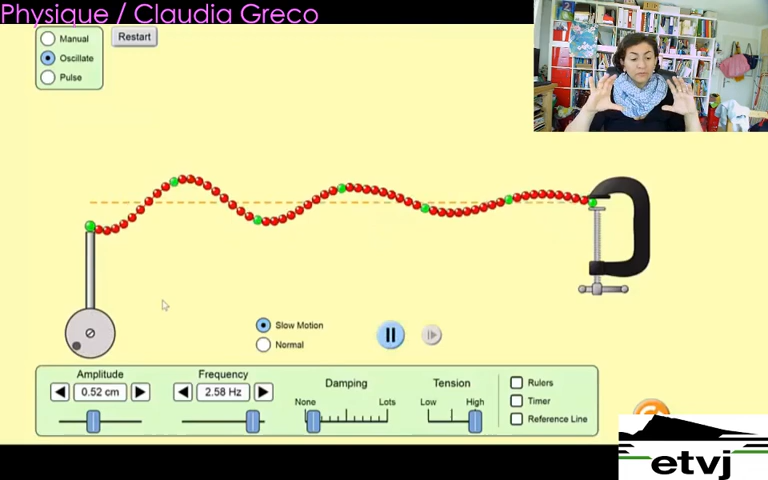 Physique / Claudia Greco
Manual
Restart
Oscillate
Pulse
Slow Motion
Normal
Amplitude
Frequency
Damping
Tension
0.52 cm
2.58 Hz
None
Lots
Low
High
Rulers
Timer
Reference Line
etvj